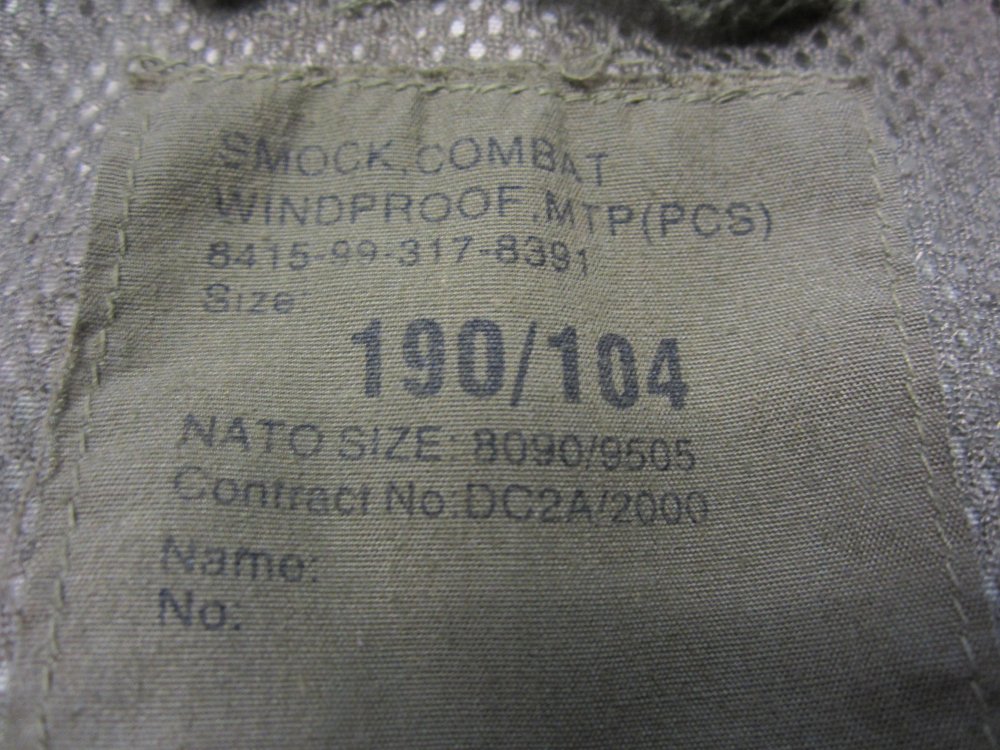 SMOCK, COMBAT
WINDPROOF, MTP(PCS)
8415-99-317-8391
Size:
190/104
NATO SIZE: 8090/9505
Contract No:DC2A/2000
Name:
No: